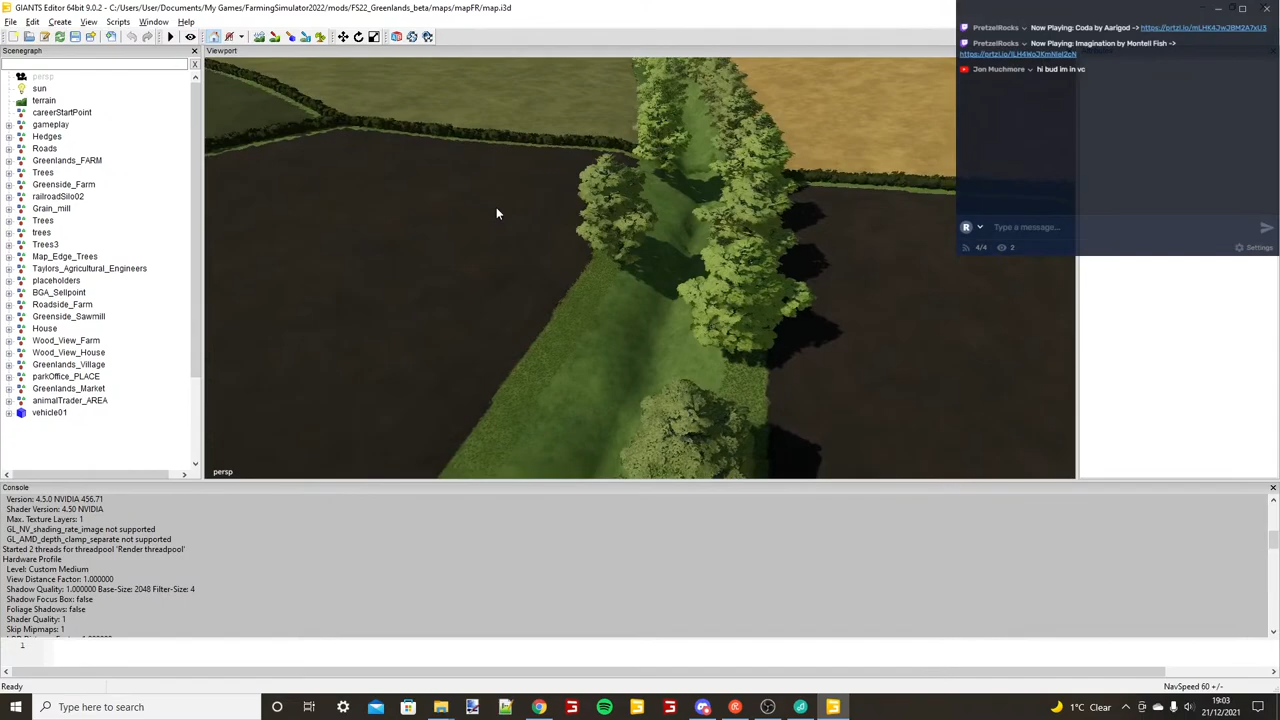 GIANTS Editor 64bit 9.0.2 - C:/Users/User/Documents/My Games/FarmingSimulator2022/mods/FS22_Greenlands_beta/maps/mapFR/map.i3d
File Edit Create View Scripts Window Help
Scenegraph
X
Viewport
persp
sun
terrain
careerStartPoint
gameplay
Hedges
Roads
Greenlands_FARM
Trees
Greenside_Farm
railroadSilo02
Grain_mill
Trees
trees
Trees3
Map_Edge_Trees
Taylors_Agricultural_Engineers
placeholders
BGA_Sellpoint
Roadside_Farm
Greenside_Sawmill
House
Wood_View_Farm
Wood_View_House
Greenlands_Village
parkOffice_PLACE
Greenlands_Market
animalTrader_AREA
vehicle01
persp
PretzelRocks Now Playing: Coda by Aarigod ->
PretzelRocks Now Playing: Imagination by Montell Fish ->
Jon Muchmore hi bud im in vc
R Type a message...
4/4 2 Settings
Console
Version: 4.5.0 NVIDIA 456.71
Shader Version: 4.50 NVIDIA
Max. Texture Layers: 1
GL_NV_shading_rate_image not supported
GL_AMD_depth_clamp_separate not supported
Started 2 threads for threadpool 'Render threadpool'
Hardware Profile
Level: Custom Medium
View Distance Factor: 1.000000
Shadow Quality: 1.000000 Base-Size: 2048 Filter-Size: 4
Shadow Focus Box: false
Foliage Shadows: false
Shader Quality: 1
Skip Mipmaps: 1
1
Ready
NavSpeed 60 +/-
Type here to search
1°C Clear
19:03
21/12/2021